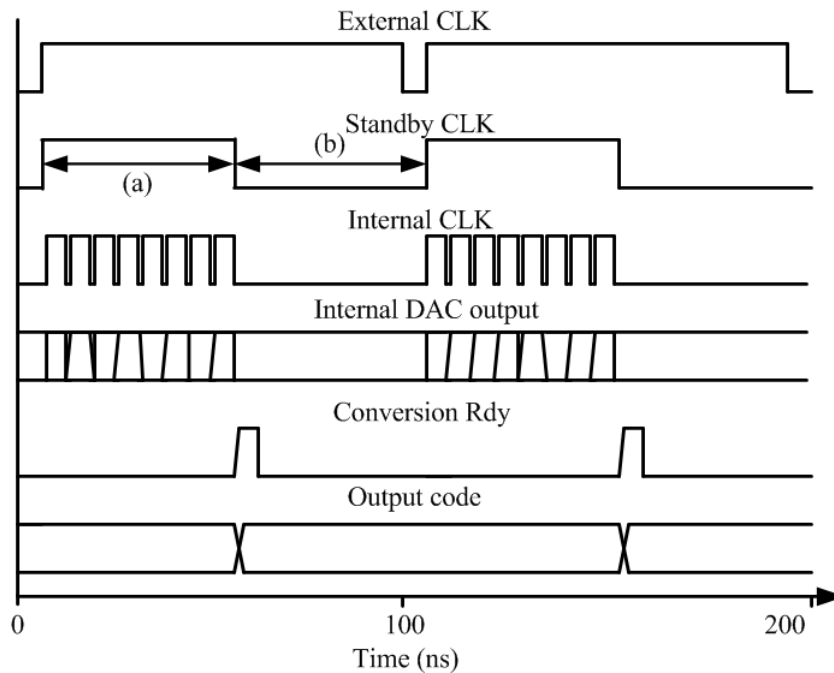 External CLK
Standby CLK
(a)
(b)
Internal CLK
Internal DAC output
Conversion Rdy
Output code
0
100
200
Time (ns)